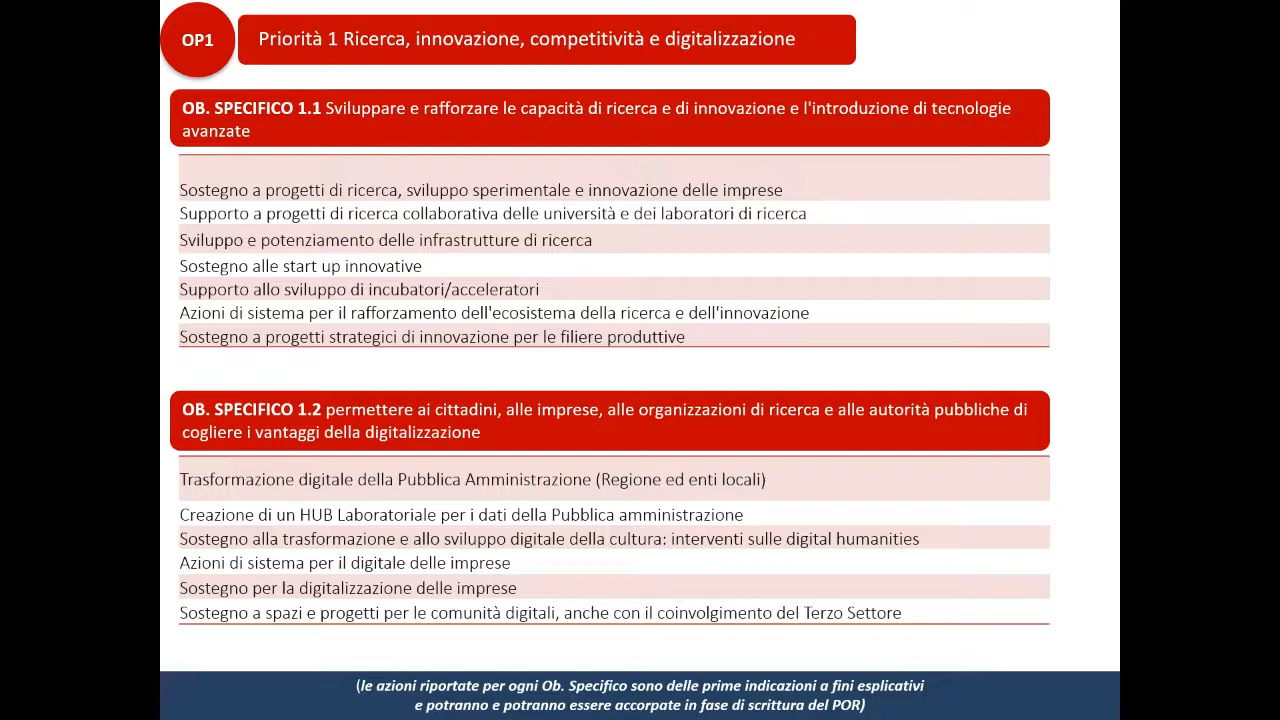 OP1
Priorità 1 Ricerca, innovazione, competitività e digitalizzazione
OB. SPECIFICO 1.1 Sviluppare e rafforzare le capacità di ricerca e di innovazione e l'introduzione di tecnologie
avanzate
Sostegno a progetti di ricerca, sviluppo sperimentale e innovazione delle imprese
Supporto a progetti di ricerca collaborativa delle università e dei laboratori di ricerca
Sviluppo e potenziamento delle infrastrutture di ricerca
Sostegno alle start up innovative
Supporto allo sviluppo di incubatori/acceleratori
Azioni di sistema per il rafforzamento dell'ecosistema della ricerca e dell'innovazione
Sostegno a progetti strategici di innovazione per le filiere produttive
OB. SPECIFICO 1.2 permettere ai cittadini, alle imprese, alle organizzazioni di ricerca e alle autorità pubbliche di
cogliere i vantaggi della digitalizzazione
Trasformazione digitale della Pubblica Amministrazione (Regione ed enti locali)
Creazione di un HUB Laboratoriale per i dati della Pubblica amministrazione
Sostegno alla trasformazione e allo sviluppo digitale della cultura: interventi sulle digital humanities
Azioni di sistema per il digitale delle imprese
Sostegno per la digitalizzazione delle imprese
Sostegno a spazi e progetti per le comunità digitali, anche con il coinvolgimento del Terzo Settore
(le azioni riportate per ogni Ob. Specifico sono delle prime indicazioni a fini esplicativi
e potranno e potranno essere accorpate in fase di scrittura del POR)